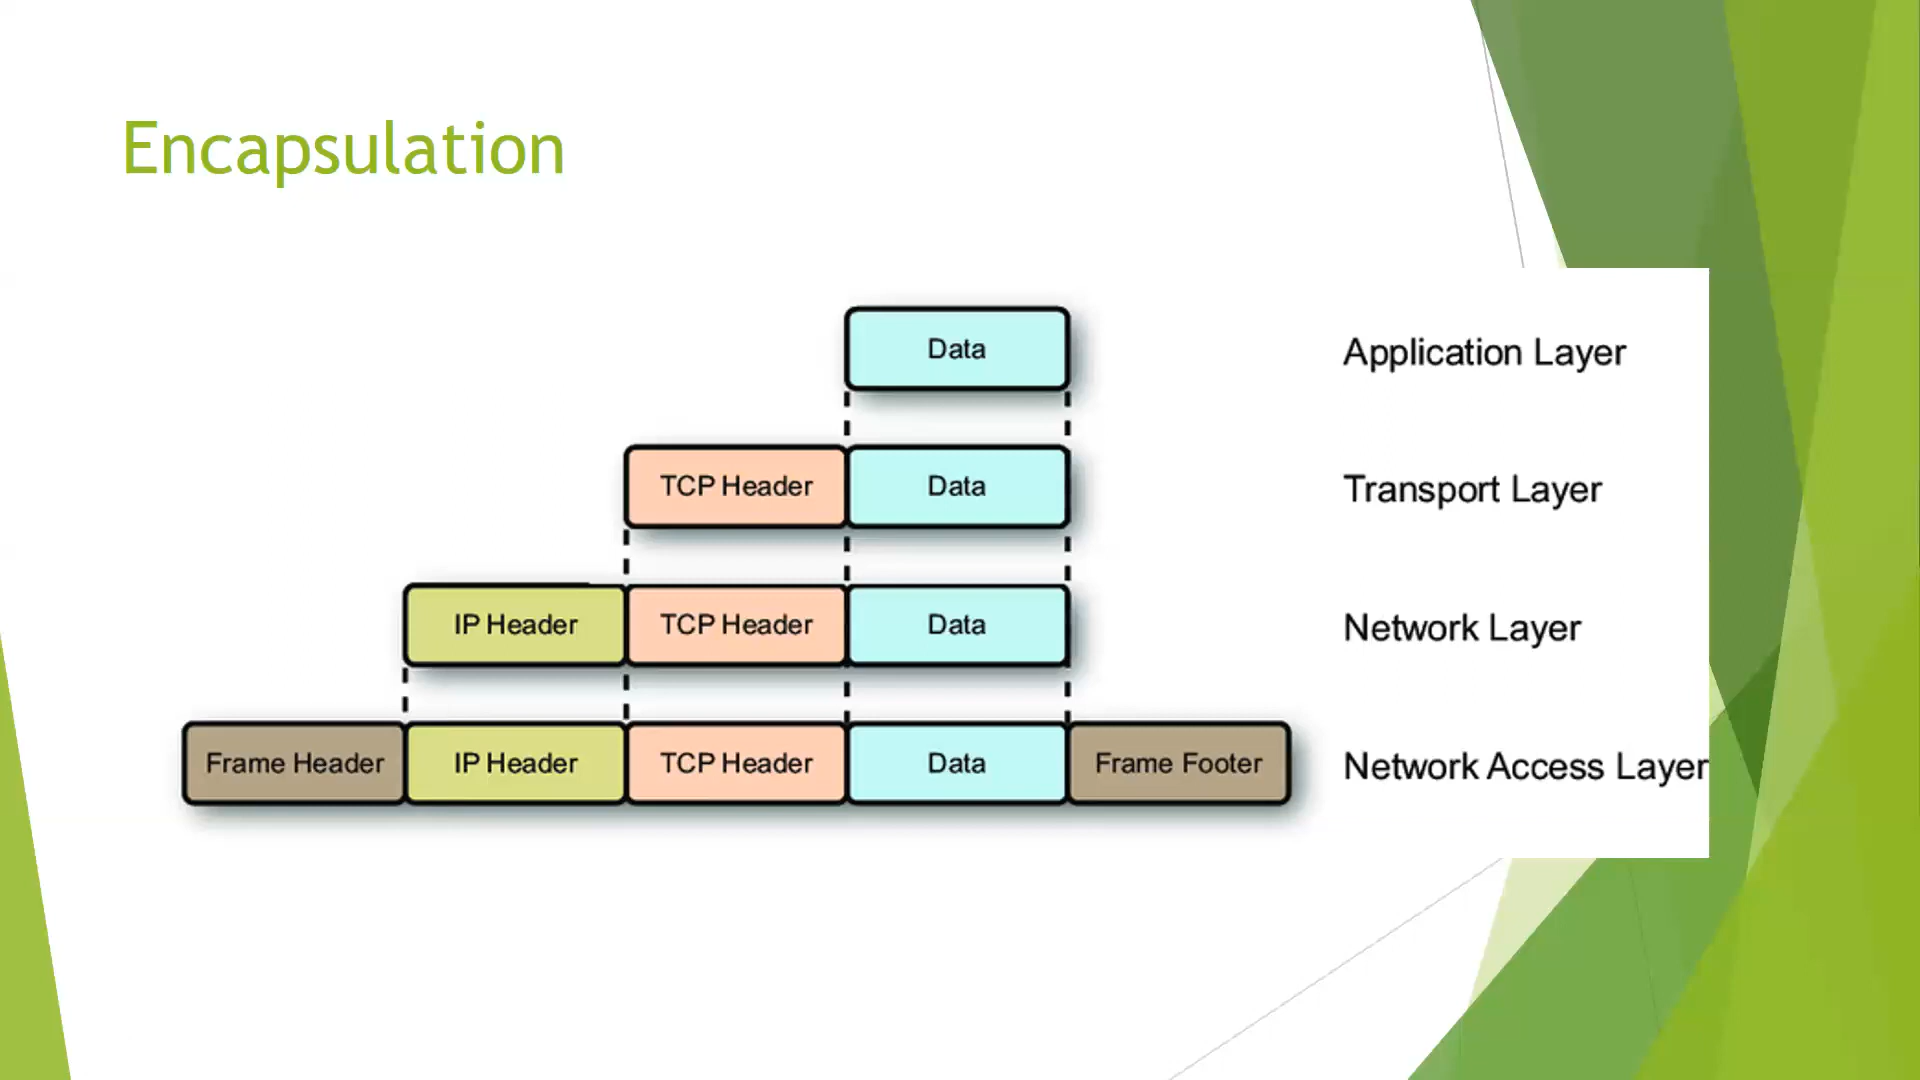 Encapsulation
Data Application Layer
TCP Header Data Transport Layer
IP Header TCP Header Data Network Layer
Frame Header IP Header TCP Header Data Frame Footer Network Access Layer